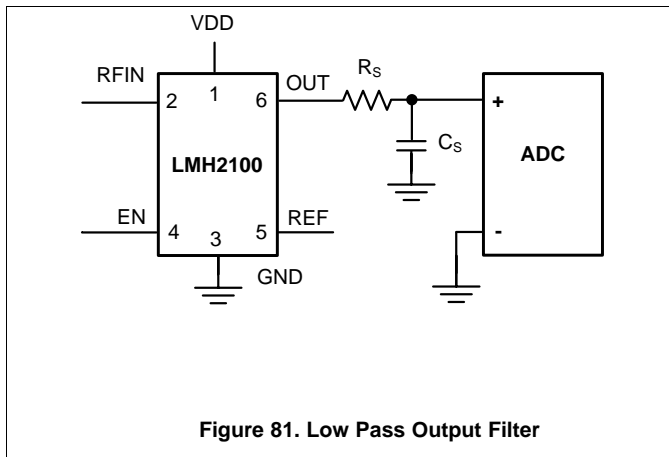 VDD
RFIN
OUT
R_S
2
1
6
+
C_S
LMH2100
ADC
EN
REF
4
3
5
-
GND
Figure 81. Low Pass Output Filter